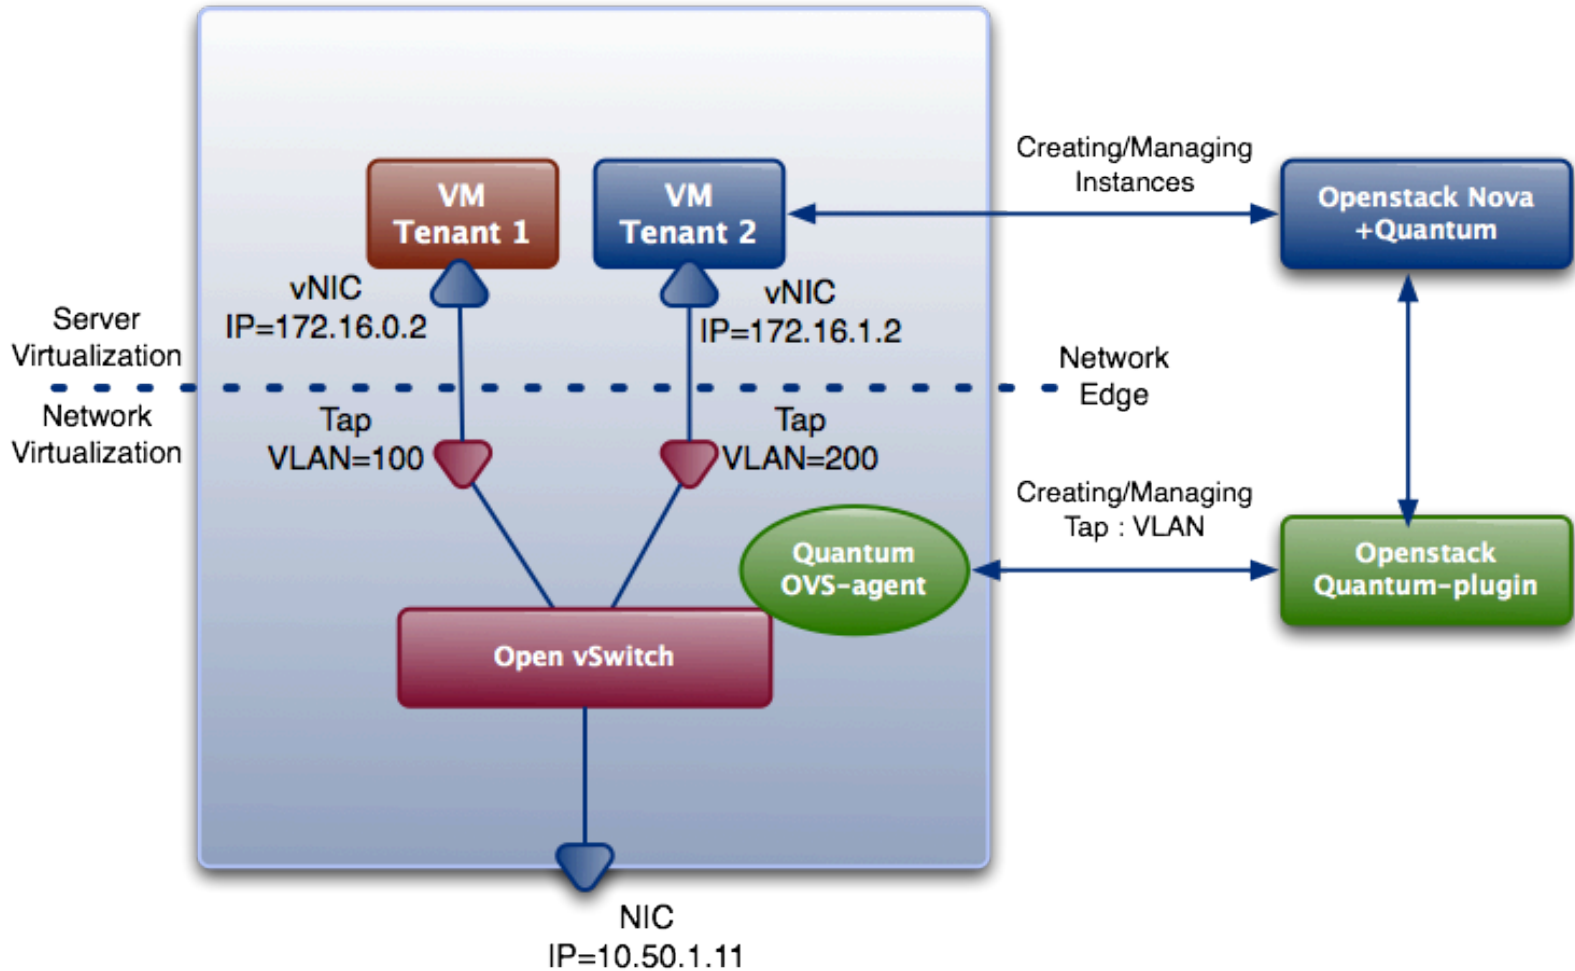 VM
Tenant 1
VM
Tenant 2
Creating/Managing
Instances
Openstack Nova
+Quantum
vNIC
IP=172.16.0.2
vNIC
IP=172.16.1.2
Server
Virtualization
Network
Edge
Network
Virtualization
Tap
VLAN=100
Tap
VLAN=200
Creating/Managing
Tap : VLAN
Quantum
OVS-agent
Openstack
Quantum-plugin
Open vSwitch
NIC
IP=10.50.1.11